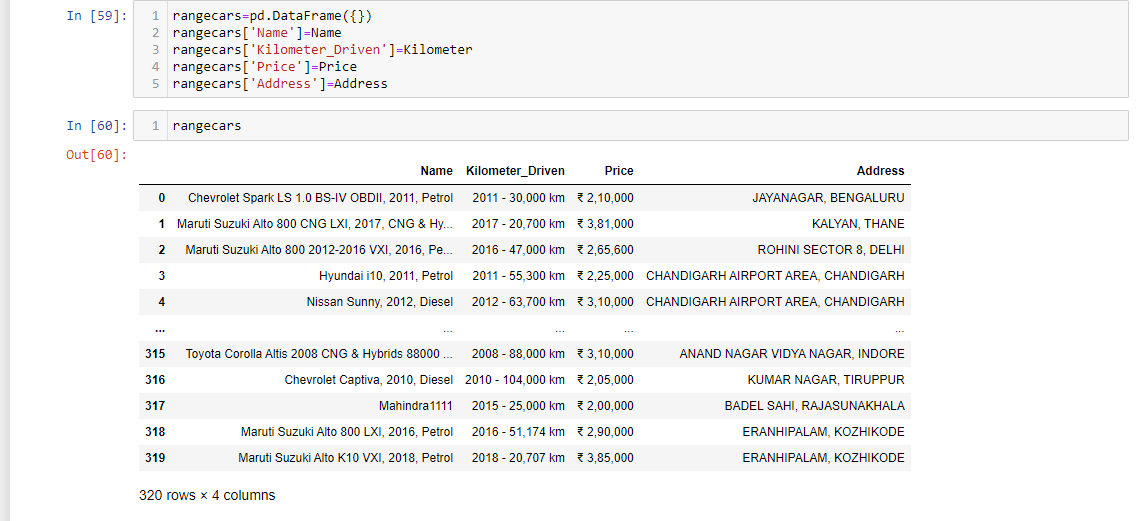 In [59]:
1 rangecars=pd.DataFrame({})
2 rangecars['Name']=Name
3 rangecars['Kilometer_Driven']=Kilometer
4 rangecars['Price']=Price
5 rangecars['Address']=Address
In [60]:
1 rangecars
Out[60]:
Name Kilometer_Driven Price Address
0 Chevrolet Spark LS 1.0 BS-IV OBDII, 2011, Petrol 2011 - 30,000 km ₹ 2,10,000 JAYANAGAR, BENGALURU
1 Maruti Suzuki Alto 800 CNG LXI, 2017, CNG & Hy... 2017 - 20,700 km ₹ 3,81,000 KALYAN, THANE
2 Maruti Suzuki Alto 800 2012-2016 VXI, 2016, Pe... 2016 - 47,000 km ₹ 2,65,600 ROHINI SECTOR 8, DELHI
3 Hyundai i10, 2011, Petrol 2011 - 55,300 km ₹ 2,25,000 CHANDIGARH AIRPORT AREA, CHANDIGARH
4 Nissan Sunny, 2012, Diesel 2012 - 63,700 km ₹ 3,10,000 CHANDIGARH AIRPORT AREA, CHANDIGARH
... ... ... ... ...
315 Toyota Corolla Altis 2008 CNG & Hybrids 88000 ... 2008 - 88,000 km ₹ 3,10,000 ANAND NAGAR VIDYA NAGAR, INDORE
316 Chevrolet Captiva, 2010, Diesel 2010 - 104,000 km ₹ 2,05,000 KUMAR NAGAR, TIRUPPUR
317 Mahindra1111 2015 - 25,000 km ₹ 2,00,000 BADEL SAHI, RAJASUNAKHALA
318 Maruti Suzuki Alto 800 LXI, 2016, Petrol 2016 - 51,174 km ₹ 2,90,000 ERANHIPALAM, KOZHIKODE
319 Maruti Suzuki Alto K10 VXI, 2018, Petrol 2018 - 20,707 km ₹ 3,85,000 ERANHIPALAM, KOZHIKODE
320 rows × 4 columns